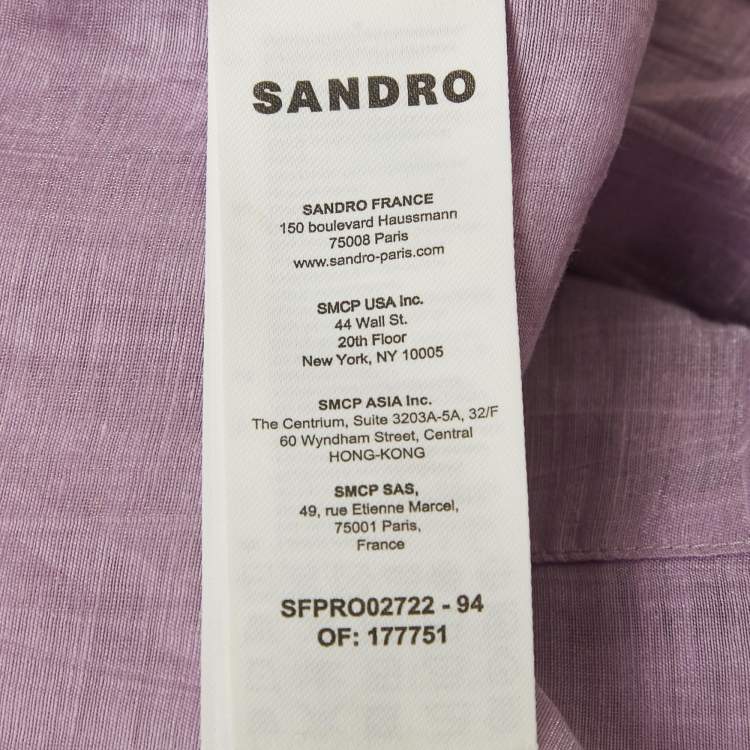 SANDRO
SANDRO FRANCE
150 boulevard Haussmann
75008 Paris
www.sandro-paris.com
SMCP USA Inc.
44 Wall St.
20th Floor
New York, NY 10005
SMCP ASIA Inc.
The Centrium, Suite 3203A-5A, 32/F
60 Wyndham Street, Central
HONG-KONG
SMCP SAS,
49, rue Etienne Marcel,
75001 Paris,
France
SFPRO02722 - 94
OF: 177751